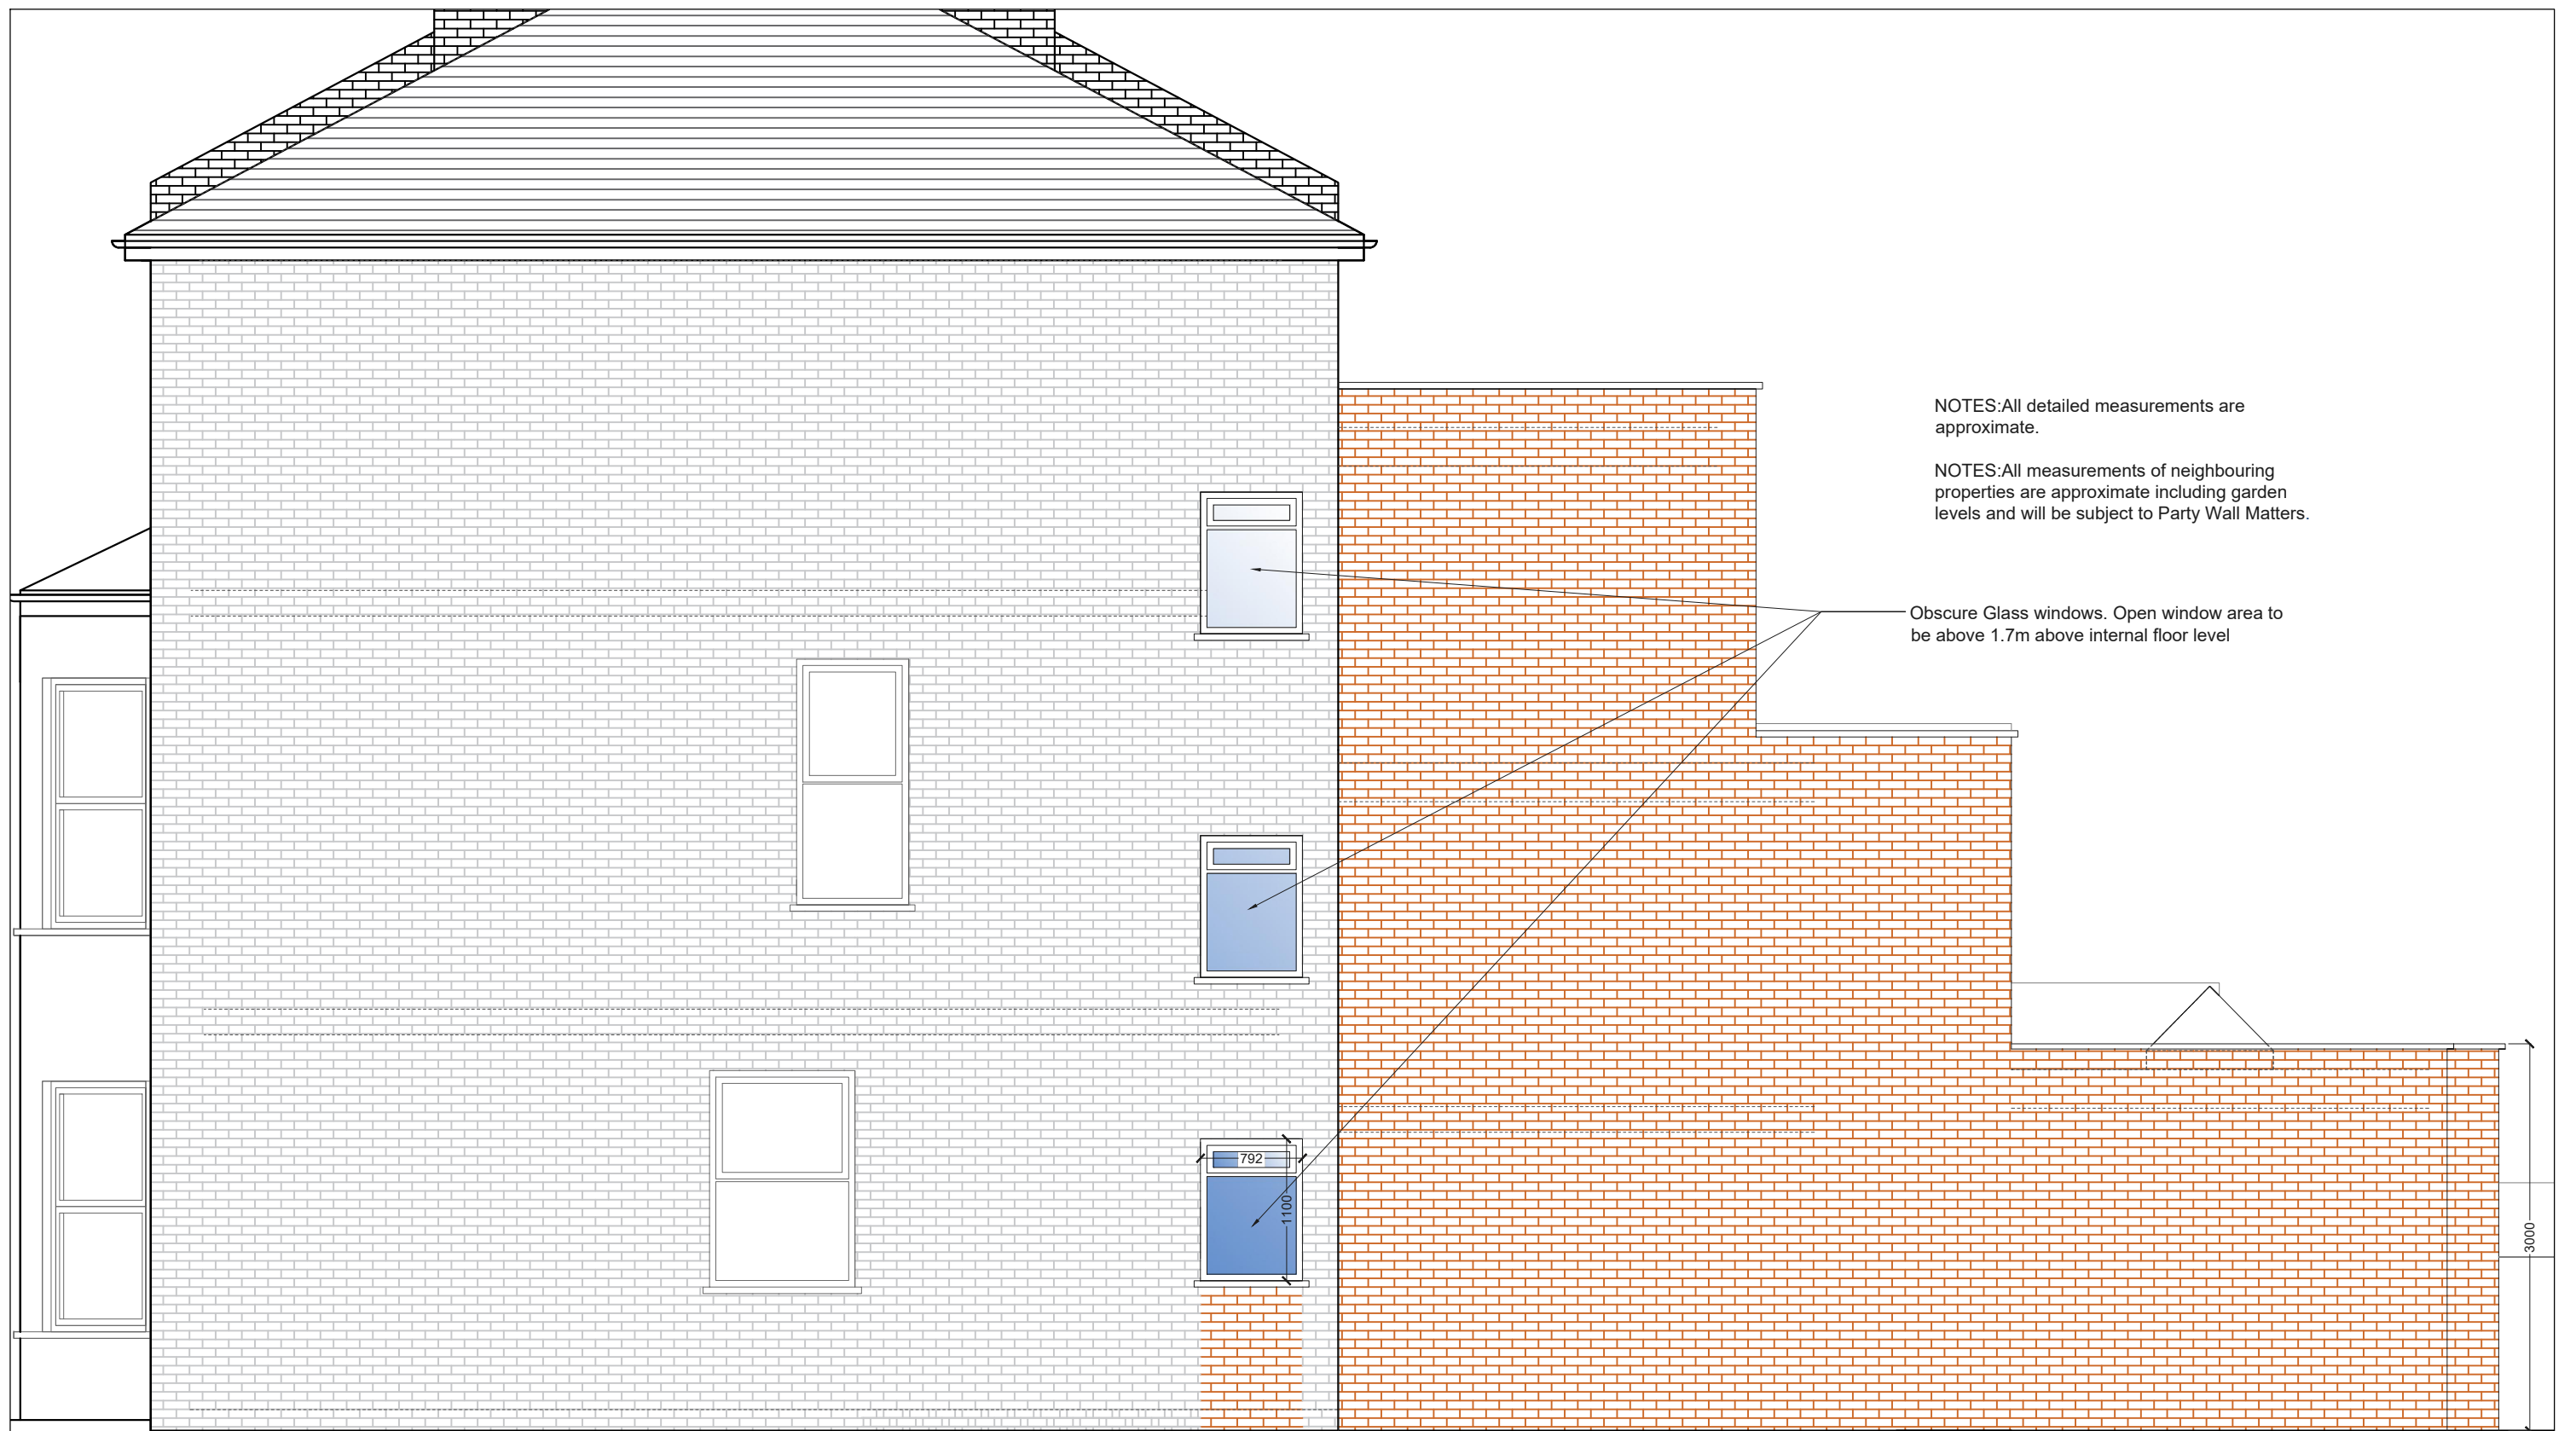 NOTES:All detailed measurements are
approximate.
NOTES:All measurements of neighbouring
properties are approximate including garden
levels and will be subject to Party Wall Matters.
Obscure Glass windows. Open window area to
be above 1.7m above internal floor level
792
1100
3000